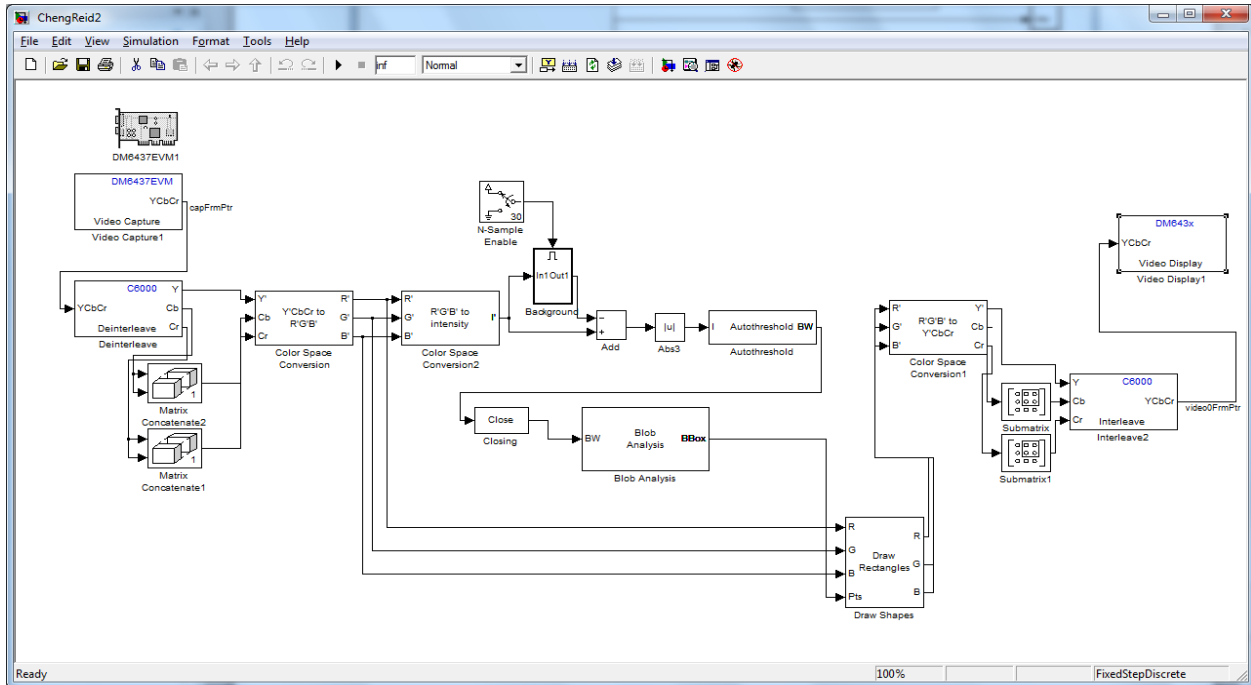 ChengReid2
File Edit View Simulation Format Tools Help
inf Normal
DM6437EVM1
DM6437EVM
YCbCr
Video Capture
Video Capture1
capFrmPtr
C6000
YCbCr
Y
Cb
Cr
Deinterleave
Deinterleave
1
Matrix
Concatenate2
1
Matrix
Concatenate1
Y'
Cb
Cr
Y'CbCr to
R'G'B'
R'
G'
B'
Color Space
Conversion
R'
G'
B'
R'G'B' to
intensity
I'
Color Space
Conversion2
30
N-Sample
Enable
In1 Out1
Background
Add
|u|
Abs3
I
Autothreshold
BW
Autothreshold
Close
Closing
BW
Blob
Analysis
BBox
Blob Analysis
R
G
B
Pts
Draw
Rectangles
R
G
B
Draw Shapes
R'
G'
B'
R'G'B' to
Y'CbCr
Y'
Cb
Cr
Color Space
Conversion1
Submatrix
Submatrix1
C6000
Y
Cb
Cr
YCbCr
Interleave
Interleave2
video0FrmPtr
DM643x
YCbCr
Video Display
Video Display1
Ready 100% FixedStepDiscrete